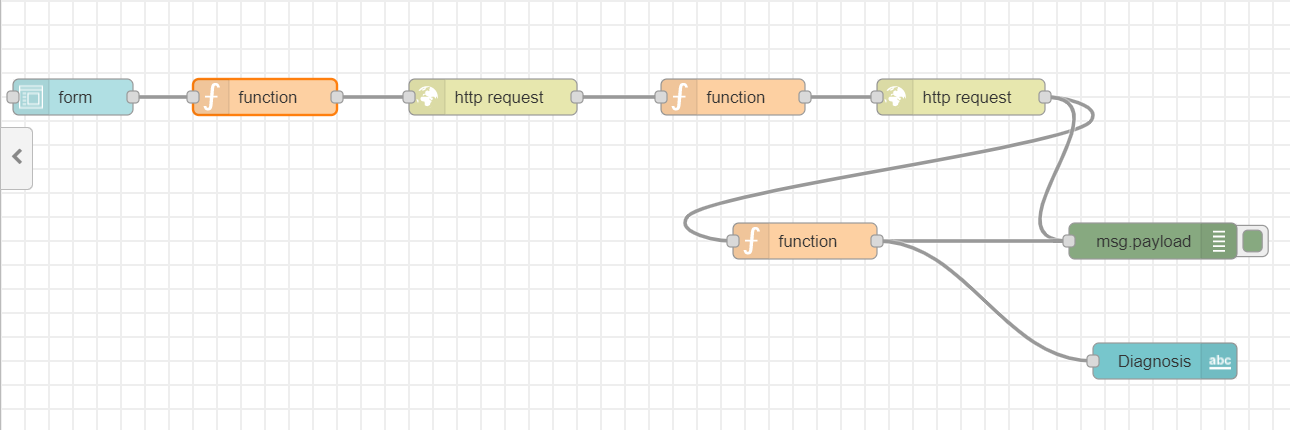 form
function
http request
function
http request
function
msg.payload
Diagnosis
abc